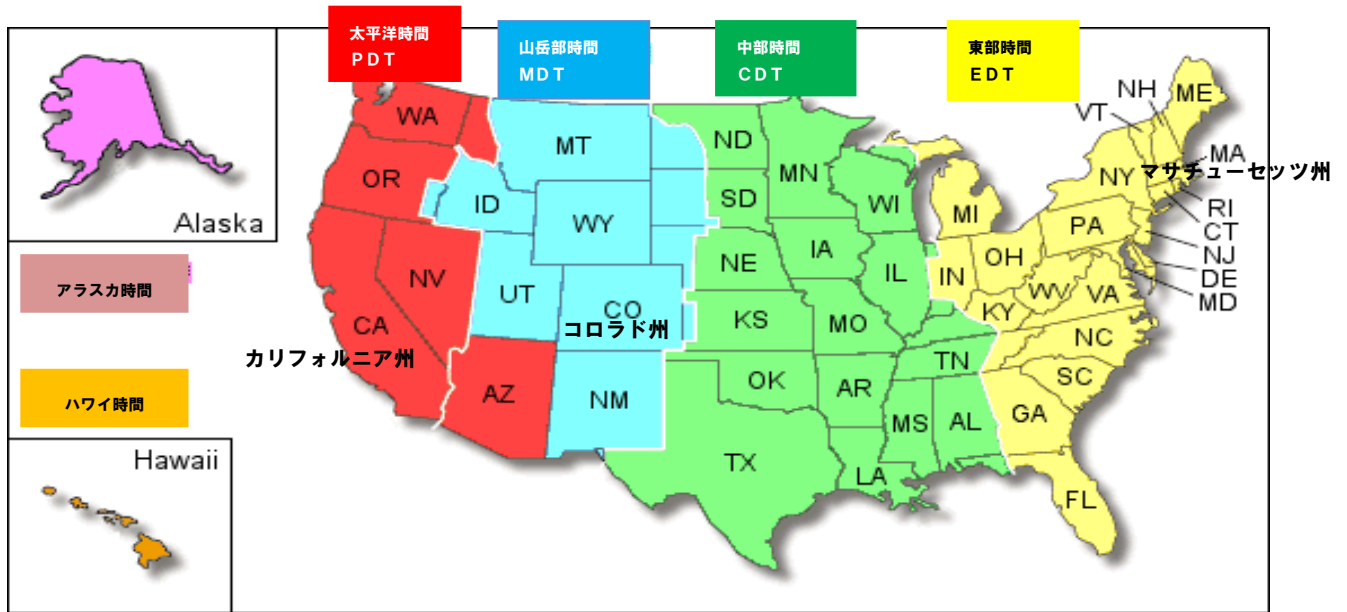 太平洋時間
ＰＤＴ
山岳部時間
ＭＤＴ
中部時間
ＣＤＴ
東部時間
ＥＤＴ
Alaska
アラスカ時間
ハワイ時間
Hawaii
WA
OR
CA
カリフォルニア州
NV
AZ
MT
ID
WY
UT
CO
コロラド州
NM
ND
SD
NE
KS
OK
TX
MN
IA
MO
AR
LA
WI
IL
TN
MS
AL
MI
IN
OH
KY
WV
VA
NC
SC
GA
FL
PA
NY
VT
NH
ME
MA
マサチューセッツ州
RI
CT
NJ
DE
MD